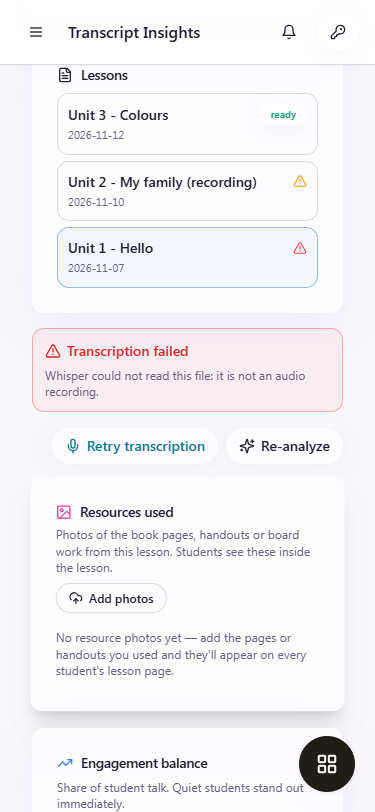 Transcript Insights
Lessons
Unit 3 - Colours
ready
2026-11-12
Unit 2 - My family (recording)
2026-11-10
Unit 1 - Hello
2026-11-07
Transcription failed
Whisper could not read this file: it is not an audio
recording.
Retry transcription
Re-analyze
Resources used
Photos of the book pages, handouts or board
work from this lesson. Students see these inside
the lesson.
Add photos
No resource photos yet — add the pages or
handouts you used and they'll appear on every
student's lesson page.
Engagement balance
Share of student talk. Quiet students stand out
immediately.